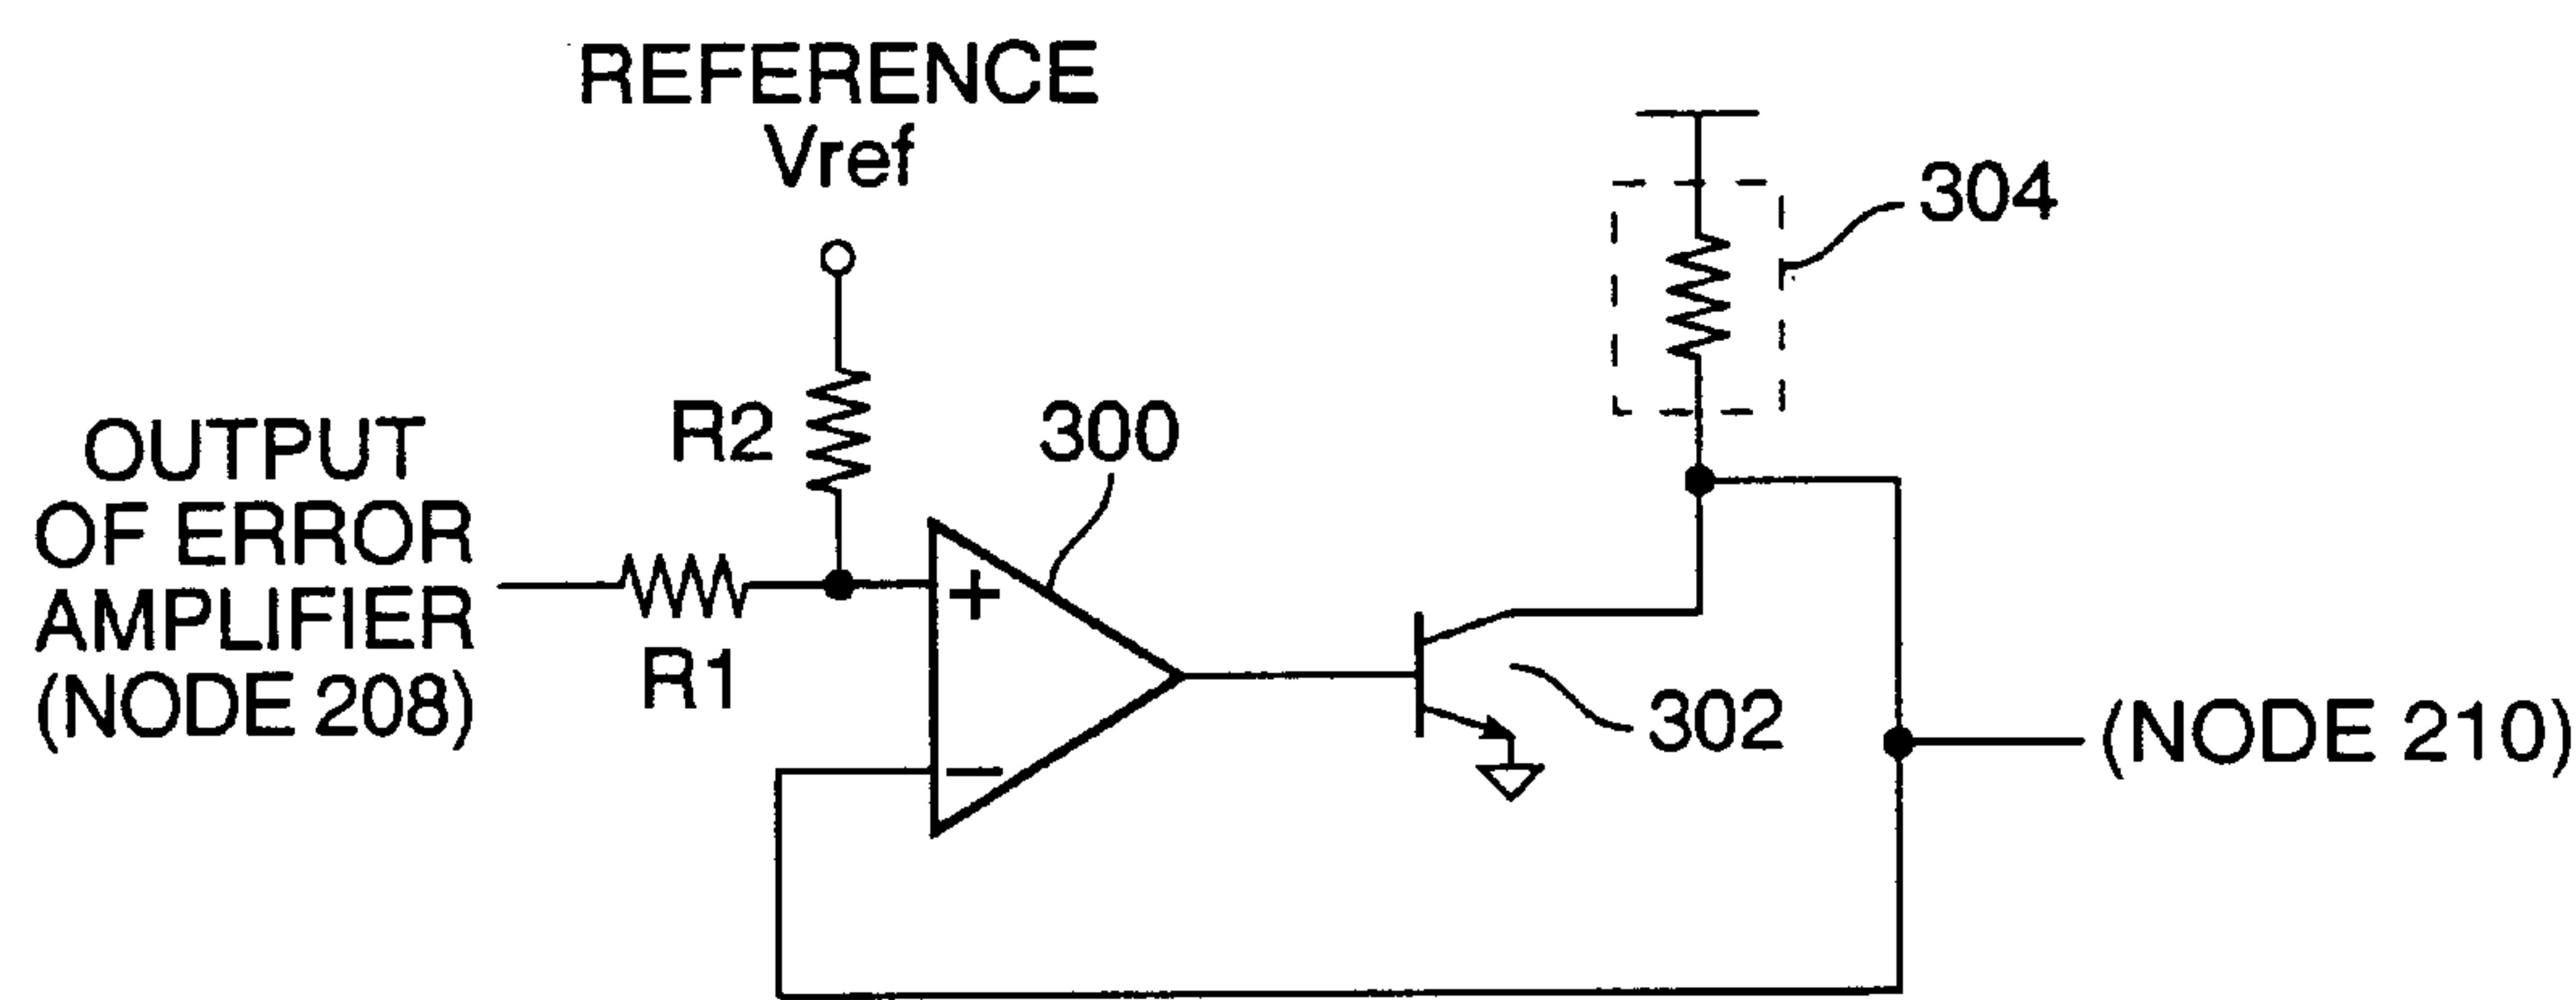 REFERENCE
Vref
304
R2
300
OUTPUT
OF ERROR
AMPLIFIER
(NODE 208)
+
R1
−
302
(NODE 210)